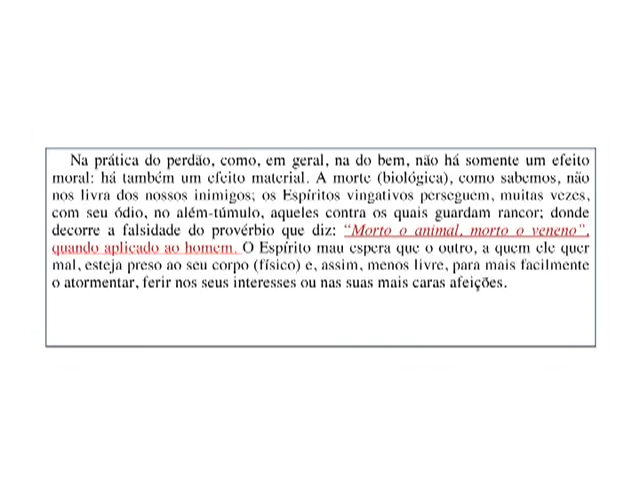 Na prática do perdão, como, em geral, na do bem, não há somente um efeito
moral: há também um efeito material. A morte (biológica), como sabemos, não
nos livra dos nossos inimigos; os Espíritos vingativos perseguem, muitas vezes,
com seu ódio, no além-túmulo, aqueles contra os quais guardam rancor; donde
decorre a falsidade do provérbio que diz: “Morto o animal, morto o veneno”,
quando aplicado ao homem. O Espírito mau espera que o outro, a quem ele quer
mal, esteja preso ao seu corpo (físico) e, assim, menos livre, para mais facilmente
o atormentar, ferir nos seus interesses ou nas suas mais caras afeições.